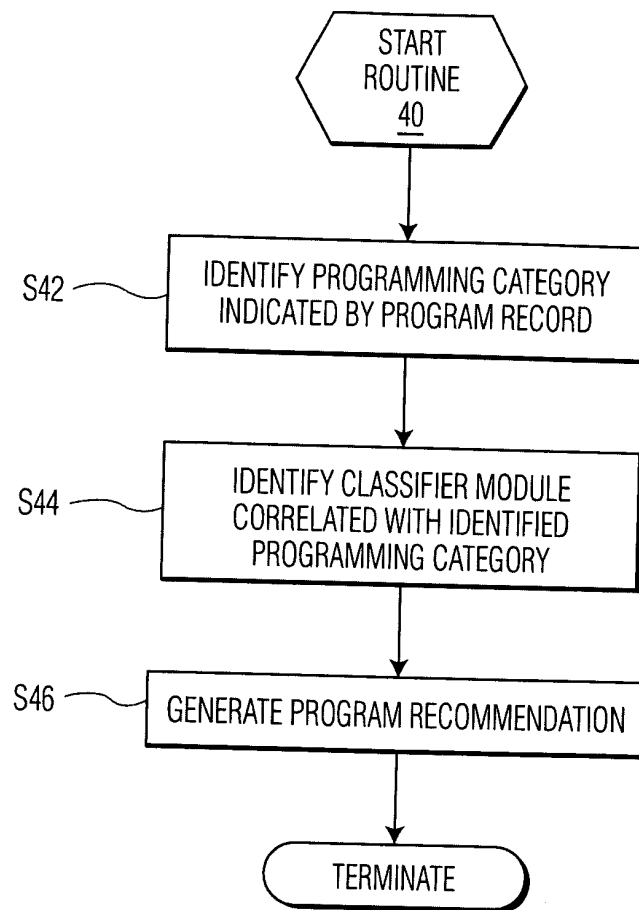 START
ROUTINE
40
S42
IDENTIFY PROGRAMMING CATEGORY
INDICATED BY PROGRAM RECORD
S44
IDENTIFY CLASSIFIER MODULE
CORRELATED WITH IDENTIFIED
PROGRAMMING CATEGORY
S46
GENERATE PROGRAM RECOMMENDATION
TERMINATE